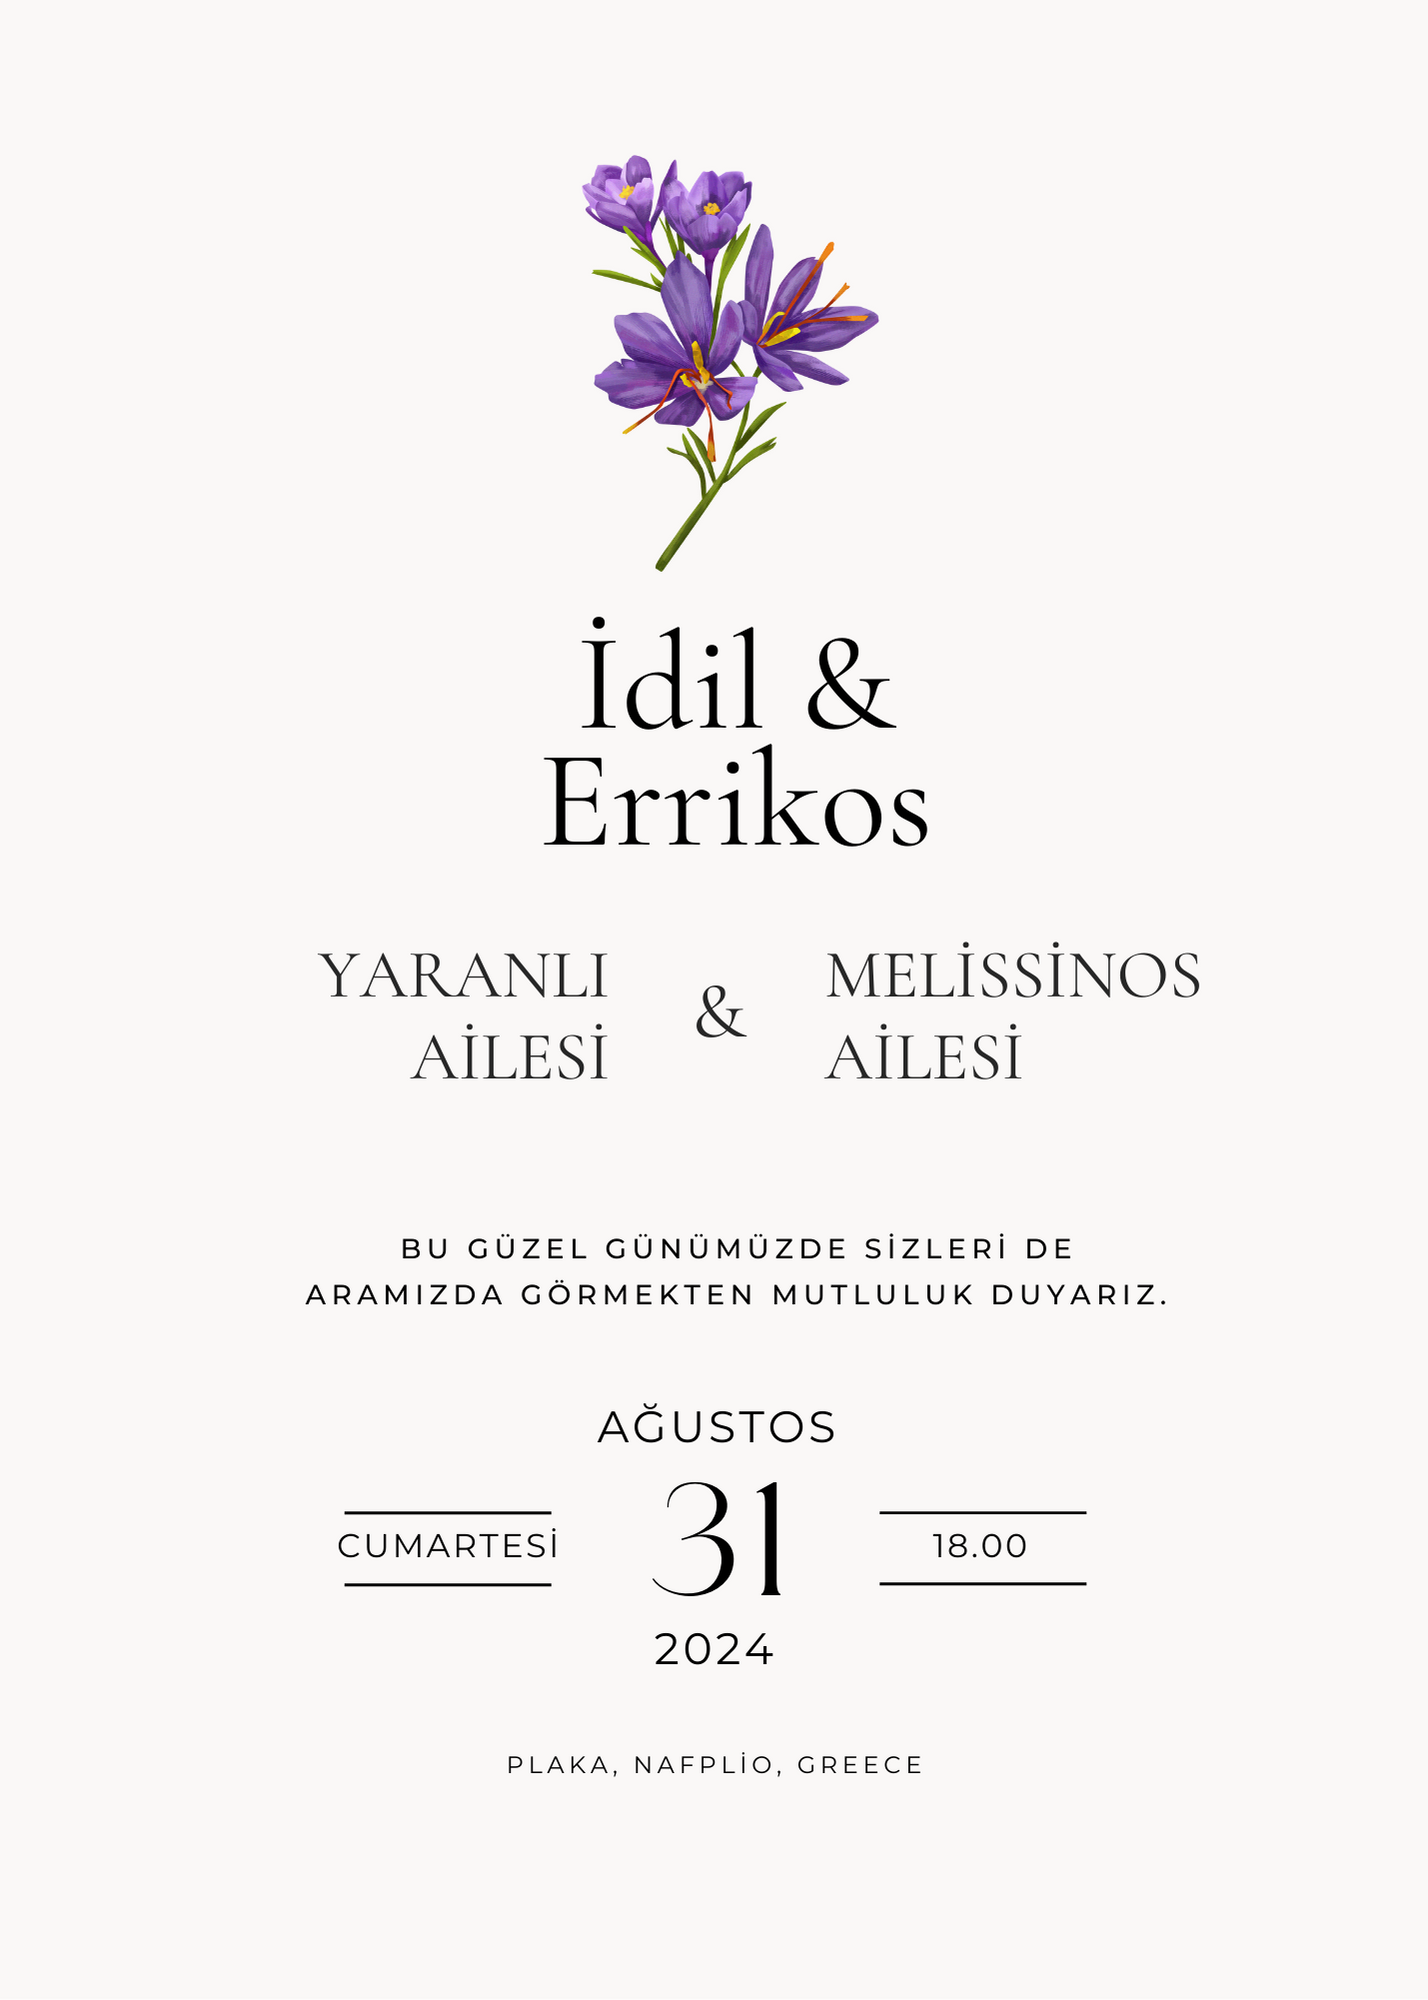 İdil &
Errikos
YARANLI
AİLESİ
&
MELİSSİNOS
AİLESİ
BU GÜZEL GÜNÜMÜZDE SİZLERİ DE
ARAMIZDA GÖRMEKTEN MUTLULUK DUYARIZ.
AĞUSTOS
CUMARTESİ
31
18.00
2024
PLAKA, NAFPLİO, GREECE